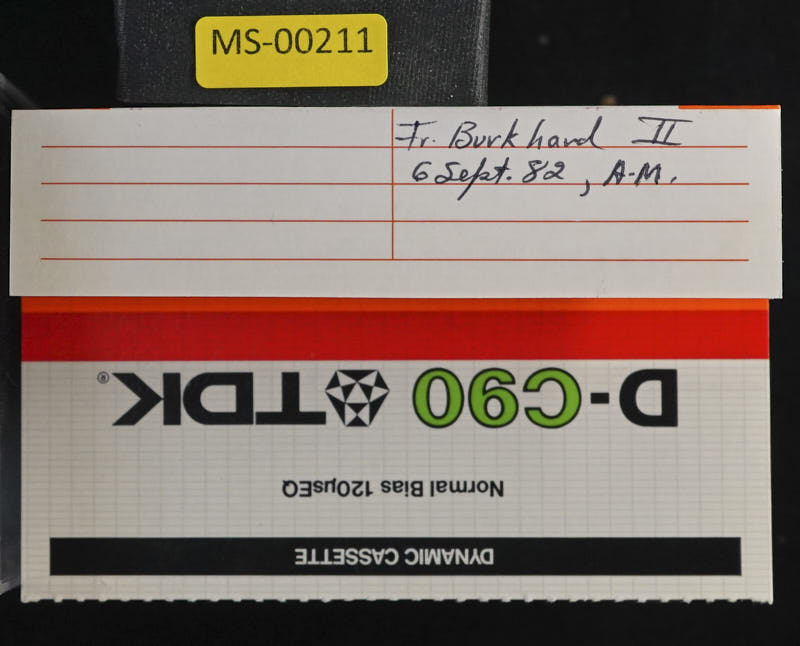 MS-00211
Fr. Burkhard II
6 Sept. 82, A.M.
D-C90 TDK®
Normal Bias 120µsEQ
DYNAMIC CASSETTE